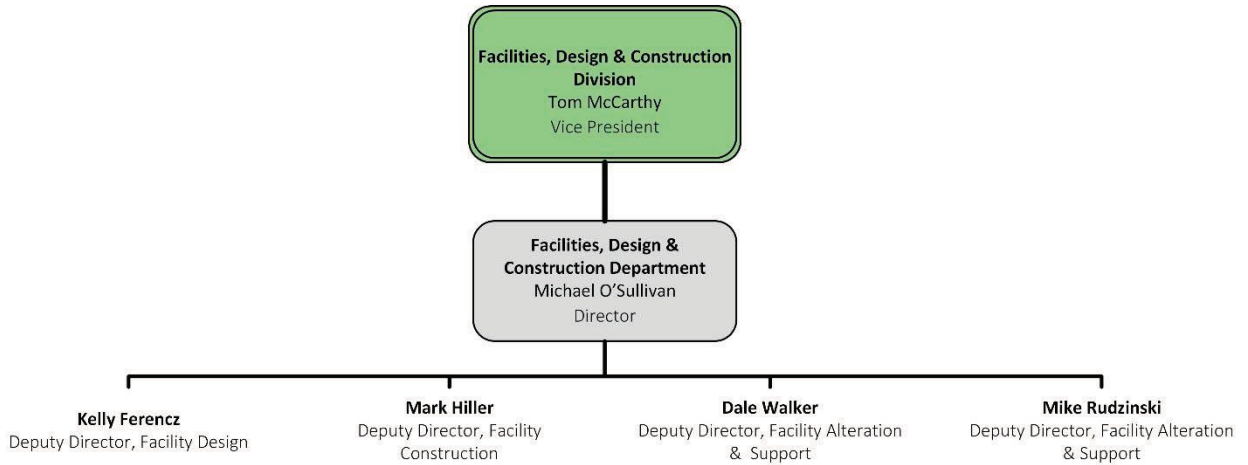 Facilities, Design & Construction
Division
Tom McCarthy
Vice President
Facilities, Design &
Construction Department
Michael O’Sullivan
Director
Kelly Ferencz
Deputy Director, Facility Design
Mark Hiller
Deputy Director, Facility
Construction
Dale Walker
Deputy Director, Facility Alteration
& Support
Mike Rudzinski
Deputy Director, Facility Alteration
& Support